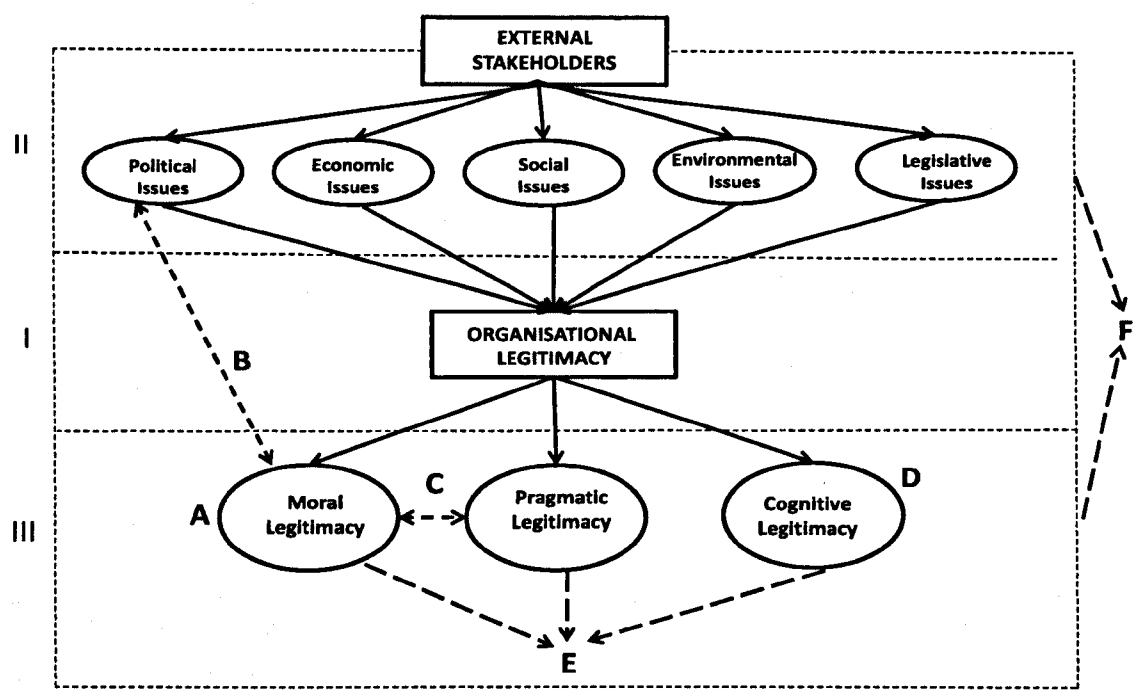 EXTERNAL
STAKEHOLDERS
II
Political
Issues
Economic
Issues
Social
Issues
Environmental
Issues
Legislative
Issues
I
ORGANISATIONAL
LEGITIMACY
B
F
III
A
Moral
Legitimacy
C
Pragmatic
Legitimacy
Cognitive
Legitimacy
D
E